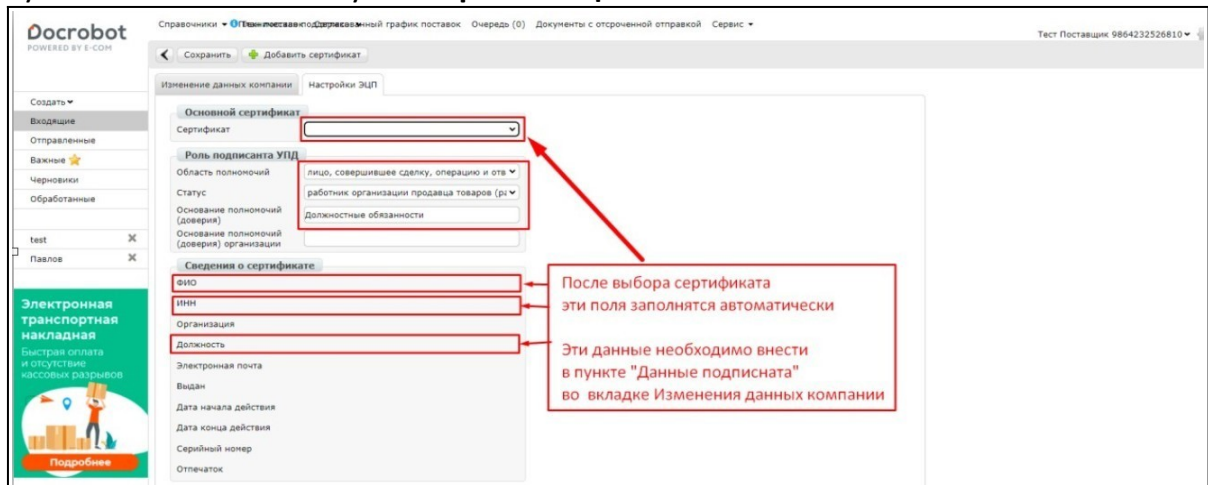 Docrobot
POWERED BY E-COM
Справочники Согласованный график поставок Очередь (0) Документы с отсроченной отправкой Сервис
Тест Поставщик 9864232526810
Сохранить Добавить сертификат
Изменение данных компании Настройки ЭЦП
Создать
Входящие
Отправленные
Важные
Черновики
Обработанные
test
Павлов
Электронная
транспортная
накладная
Быстрая оплата
и отсутствие
кассовых разрывов
Подробнее
Основной сертификат
Сертификат
Роль подписанта УПД
Область полномочий лицо, совершившее сделку, операцию и отв
Статус работник организации продавца товаров (ра
Основание полномочий
(доверия) Должностные обязанности
Основание полномочий
(доверия) организации
Сведения о сертификате
ФИО
ИНН
Организация
Должность
Электронная почта
Выдан
Дата начала действия
Дата конца действия
Серийный номер
Отпечаток
После выбора сертификата
эти поля заполнятся автоматически
Эти данные необходимо внести
в пункте "Данные подписната"
во вкладке Изменения данных компании